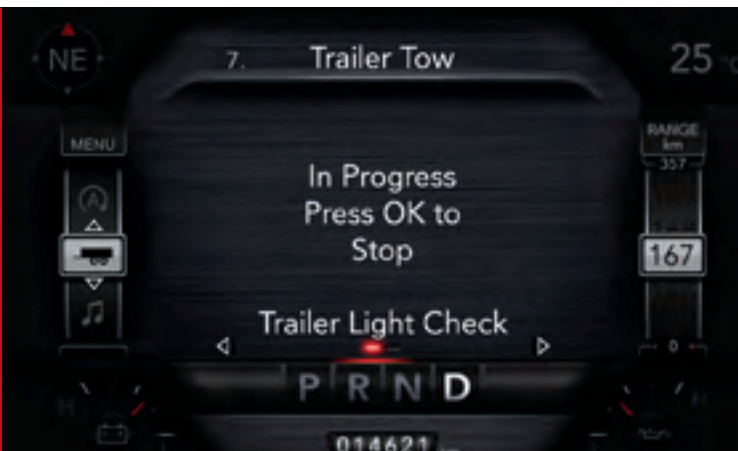 NE
7. Trailer Tow
25 °C
MENU
RANGE
km
357
In Progress
Press OK to
Stop
167
Trailer Light Check
0
P R N D
H
014621